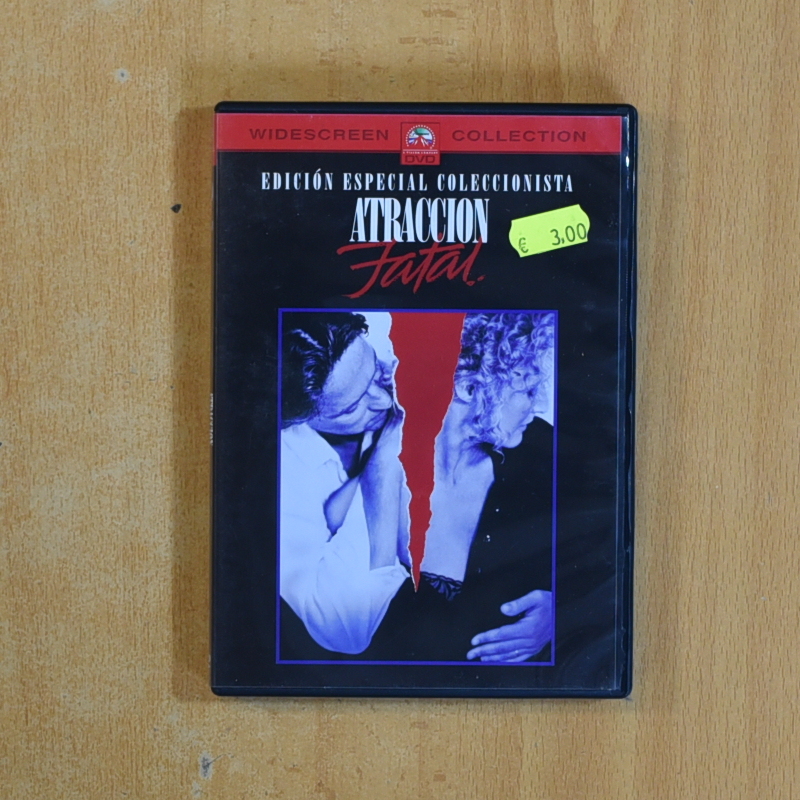 WIDESCREEN DVD COLLECTION
EDICIÓN ESPECIAL COLECCIONISTA
ATRACCION
Fatal.
€ 3,00